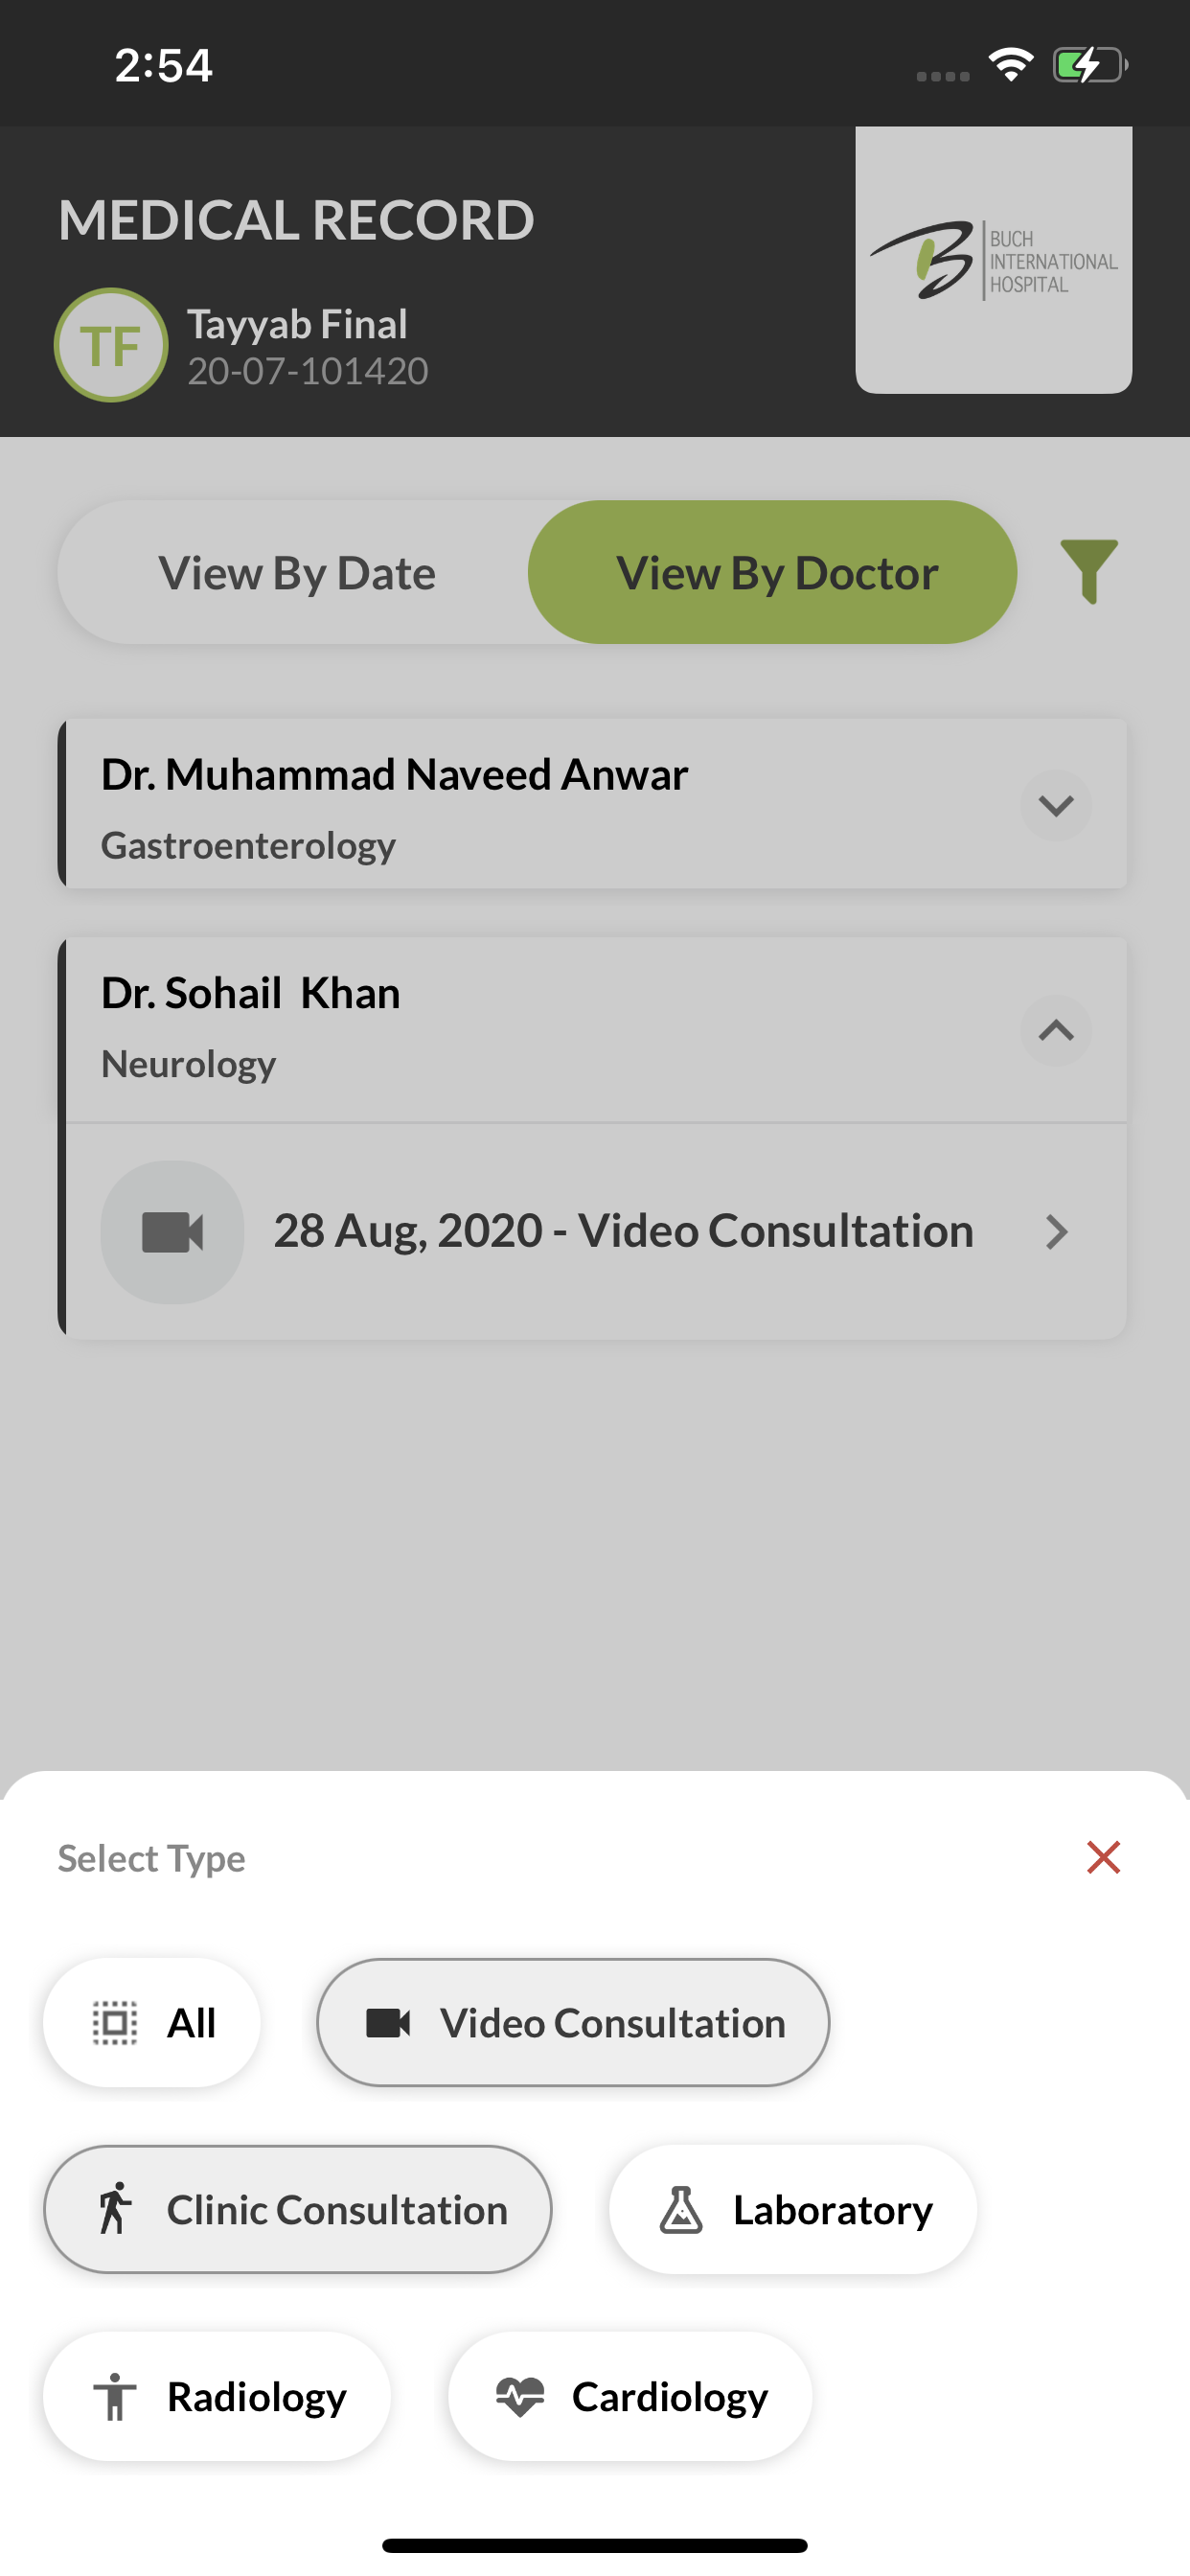 2:54
MEDICAL RECORD
BUCH
INTERNATIONAL
HOSPITAL
TF
Tayyab Final
20-07-101420
View By Date
View By Doctor
Dr. Muhammad Naveed Anwar
Gastroenterology
Dr. Sohail  Khan
Neurology
28 Aug, 2020 - Video Consultation
Select Type
All
Video Consultation
Clinic Consultation
Laboratory
Radiology
Cardiology